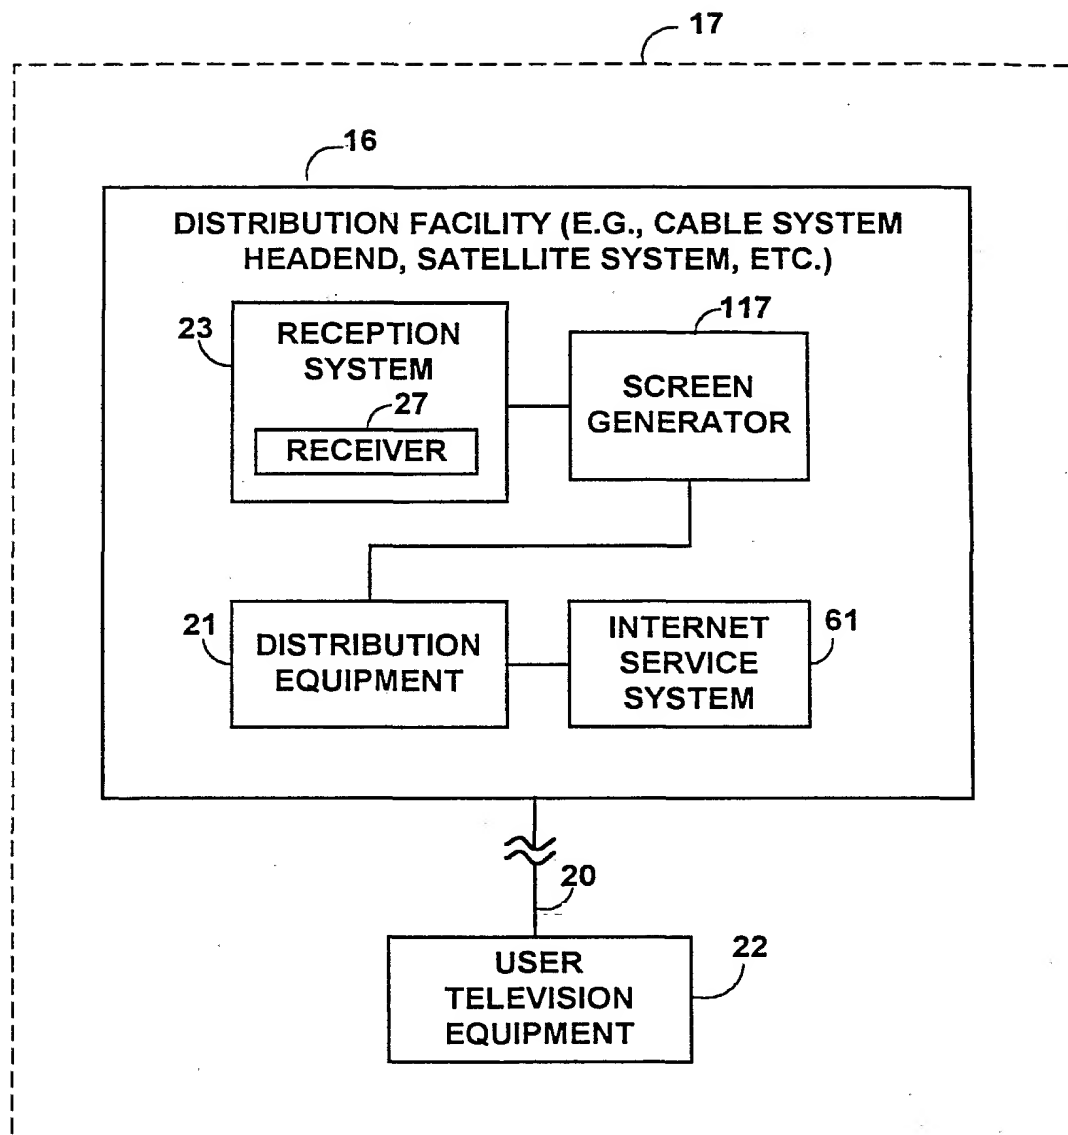 17
16
DISTRIBUTION FACILITY (E.G., CABLE SYSTEM
HEADEND, SATELLITE SYSTEM, ETC.)
23
RECEPTION
SYSTEM
27
RECEIVER
117
SCREEN
GENERATOR
21
DISTRIBUTION
EQUIPMENT
INTERNET
SERVICE
SYSTEM
61
20
USER
TELEVISION
EQUIPMENT
22